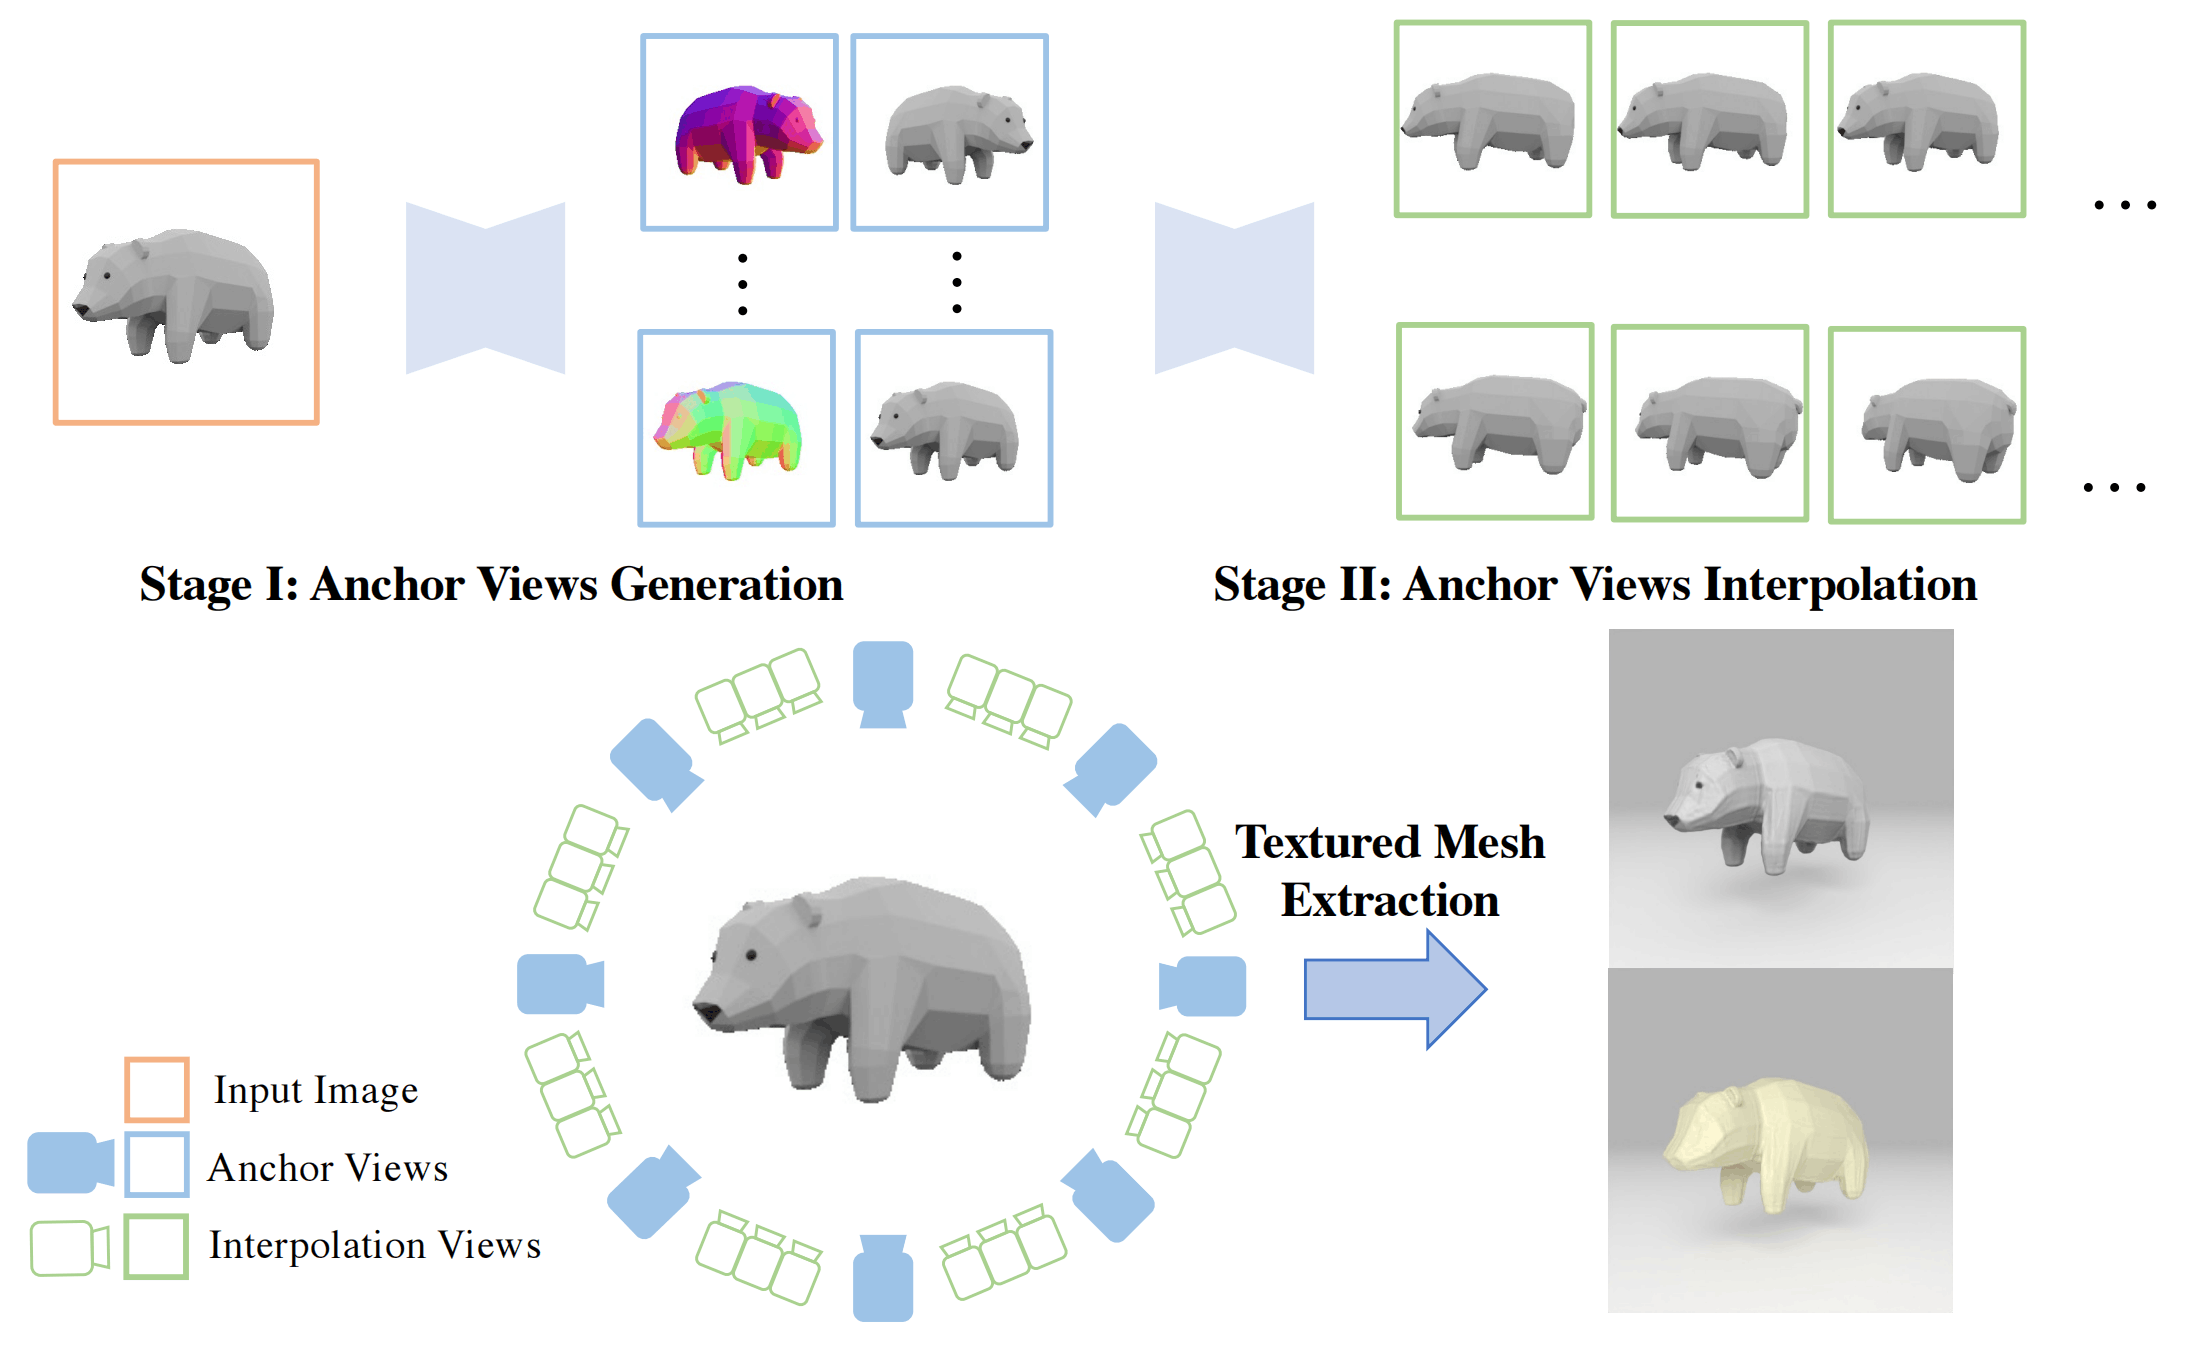 Stage I: Anchor Views Generation
Stage II: Anchor Views Interpolation
Textured Mesh
Extraction
Input Image
Anchor Views
Interpolation Views